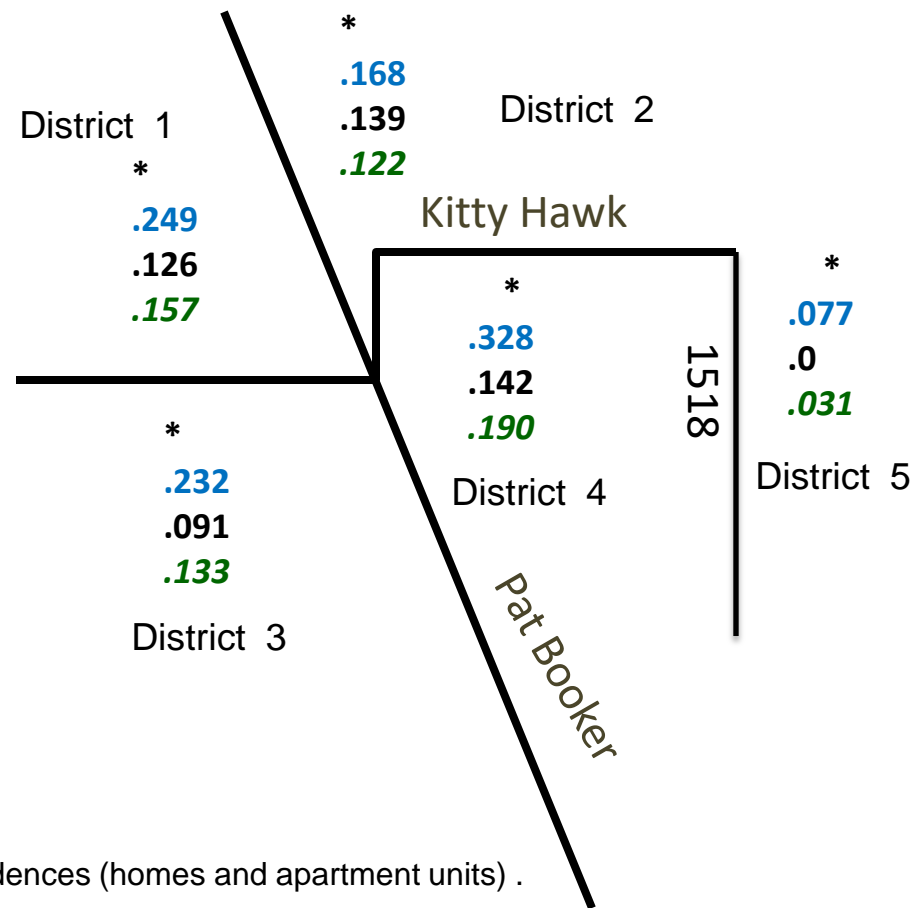 District 1
*
.249
.126
.157
*
.168
.139
.122
District 2
Kitty Hawk
*
.328
.142
.190
District 4
1518
*
.077
.0
.031
District 5
*
.232
.091
.133
District 3
Pat Booker
(homes and apartment units) .